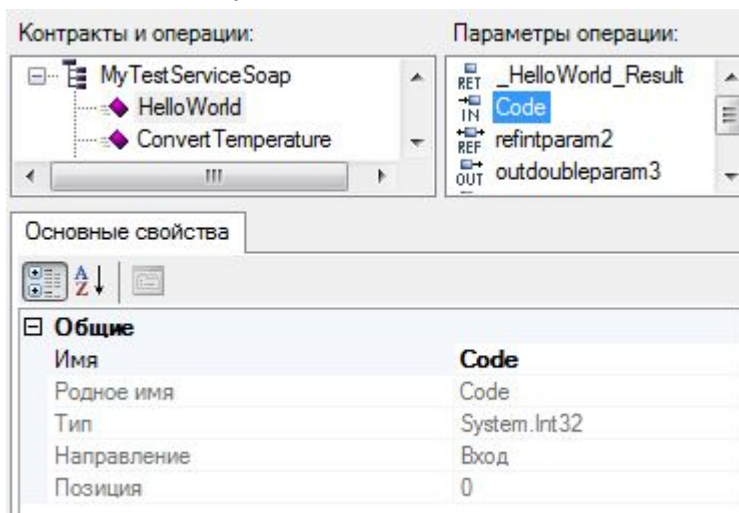 Контракты и операции:
Параметры операции:
MyTestServiceSoap
HelloWorld
ConvertTemperature
RET _HelloWorld_Result
IN Code
REF refintparam2
OUT outdoubleparam3
Основные свойства
A
Z
Общие
Имя Code
Родное имя Code
Тип System.Int32
Направление Вход
Позиция 0